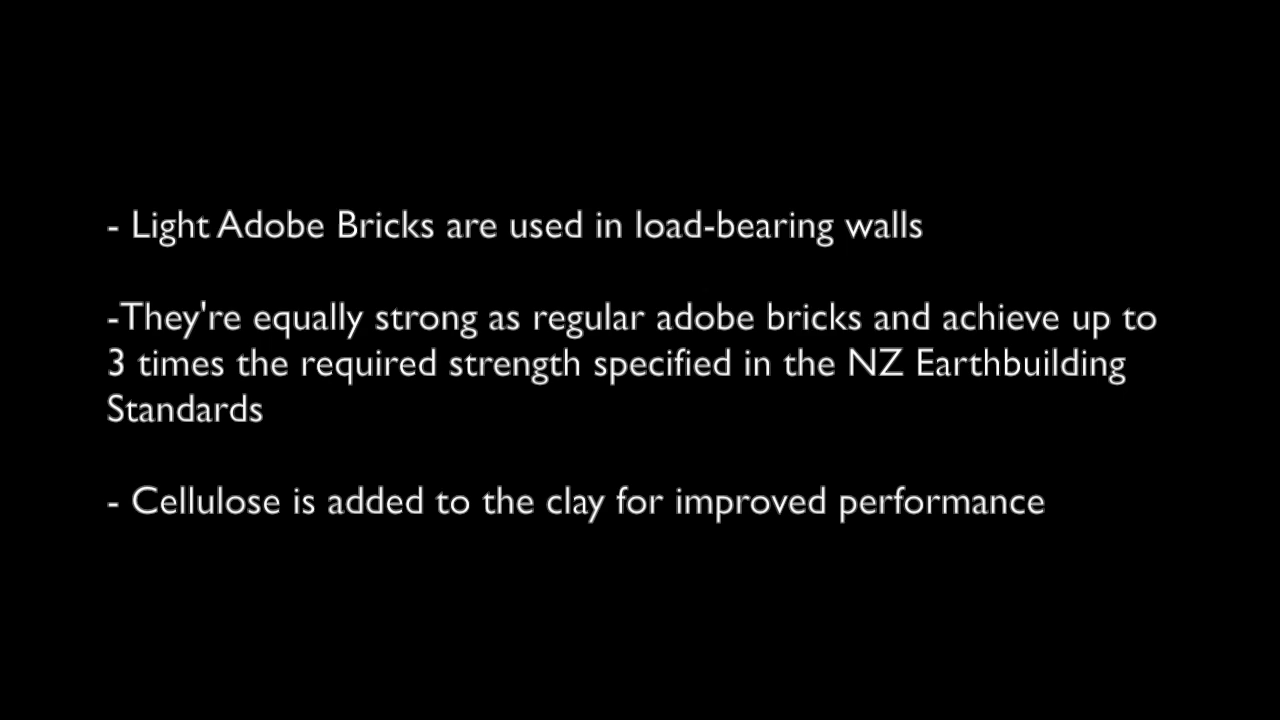 - Light Adobe Bricks are used in load-bearing walls
-They're equally strong as regular adobe bricks and achieve up to
3 times the required strength specified in the NZ Earthbuilding
Standards
- Cellulose is added to the clay for improved performance